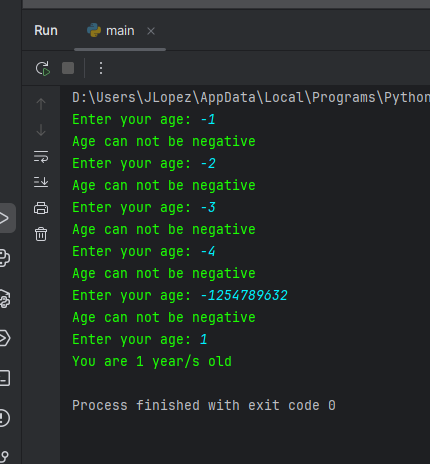 Run main
D:\Users\JLopez\AppData\Local\Programs\Python
Enter your age: -1
Age can not be negative
Enter your age: -2
Age can not be negative
Enter your age: -3
Age can not be negative
Enter your age: -4
Age can not be negative
Enter your age: -1254789632
Age can not be negative
Enter your age: 1
You are 1 year/s old
Process finished with exit code 0